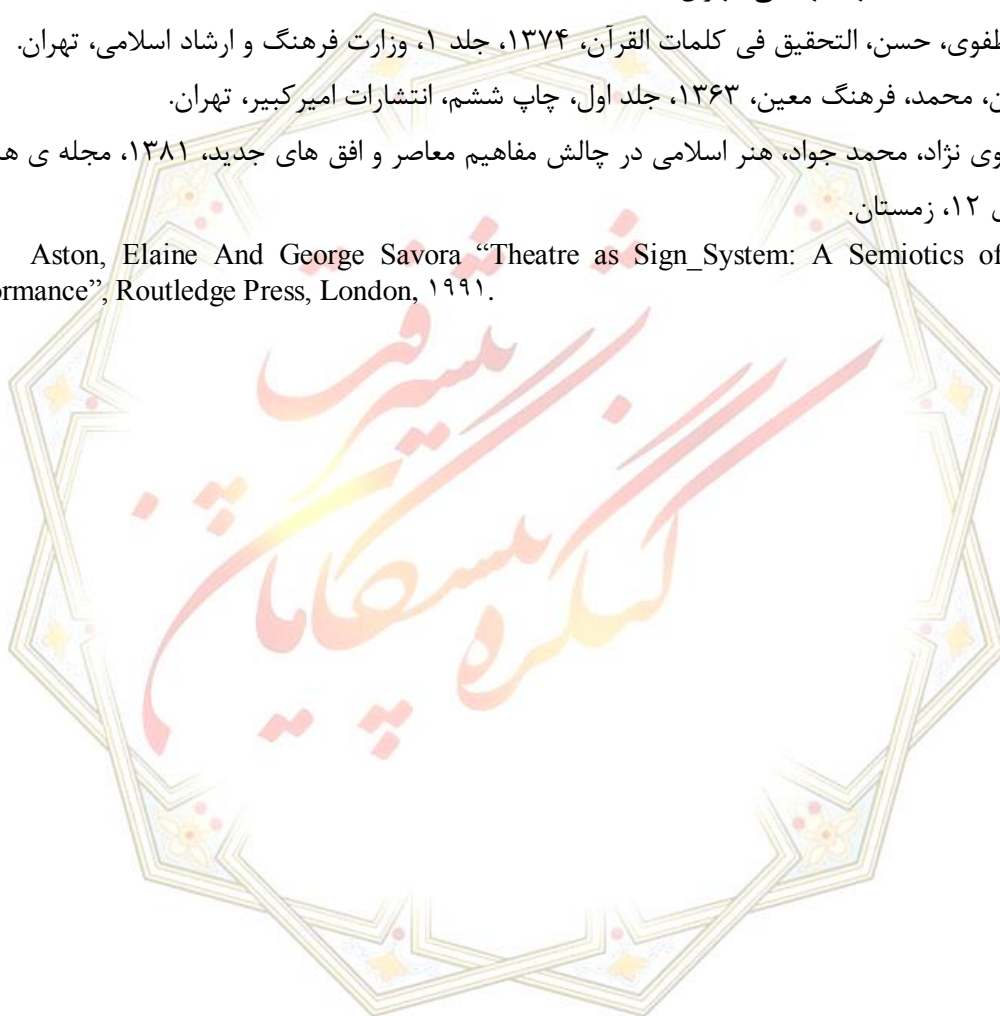 طفوی، حسن، التحقیق فی کلمات القرآن، ۱۳۷۴، جلد ۱، وزارت فرهنگ و ارشاد اسلامی، تهران.
ن، محمد، فرهنگ معین، ۱۳۶۳، جلد اول، چاپ ششم، انتشارات امیرکبیر، تهران.
وی نژاد، محمد جواد، هنر اسلامی در چالش مفاهیم معاصر و افق های جدید، ۱۳۸۱، مجله ی ه
۱۲، زمستان.
Aston, Elaine And George Savora “Theatre as Sign_System: A Semiotics of
ormance”, Routledge Press, London, ۱۹۹۱.
کنگره پیشگامان پیشرفت